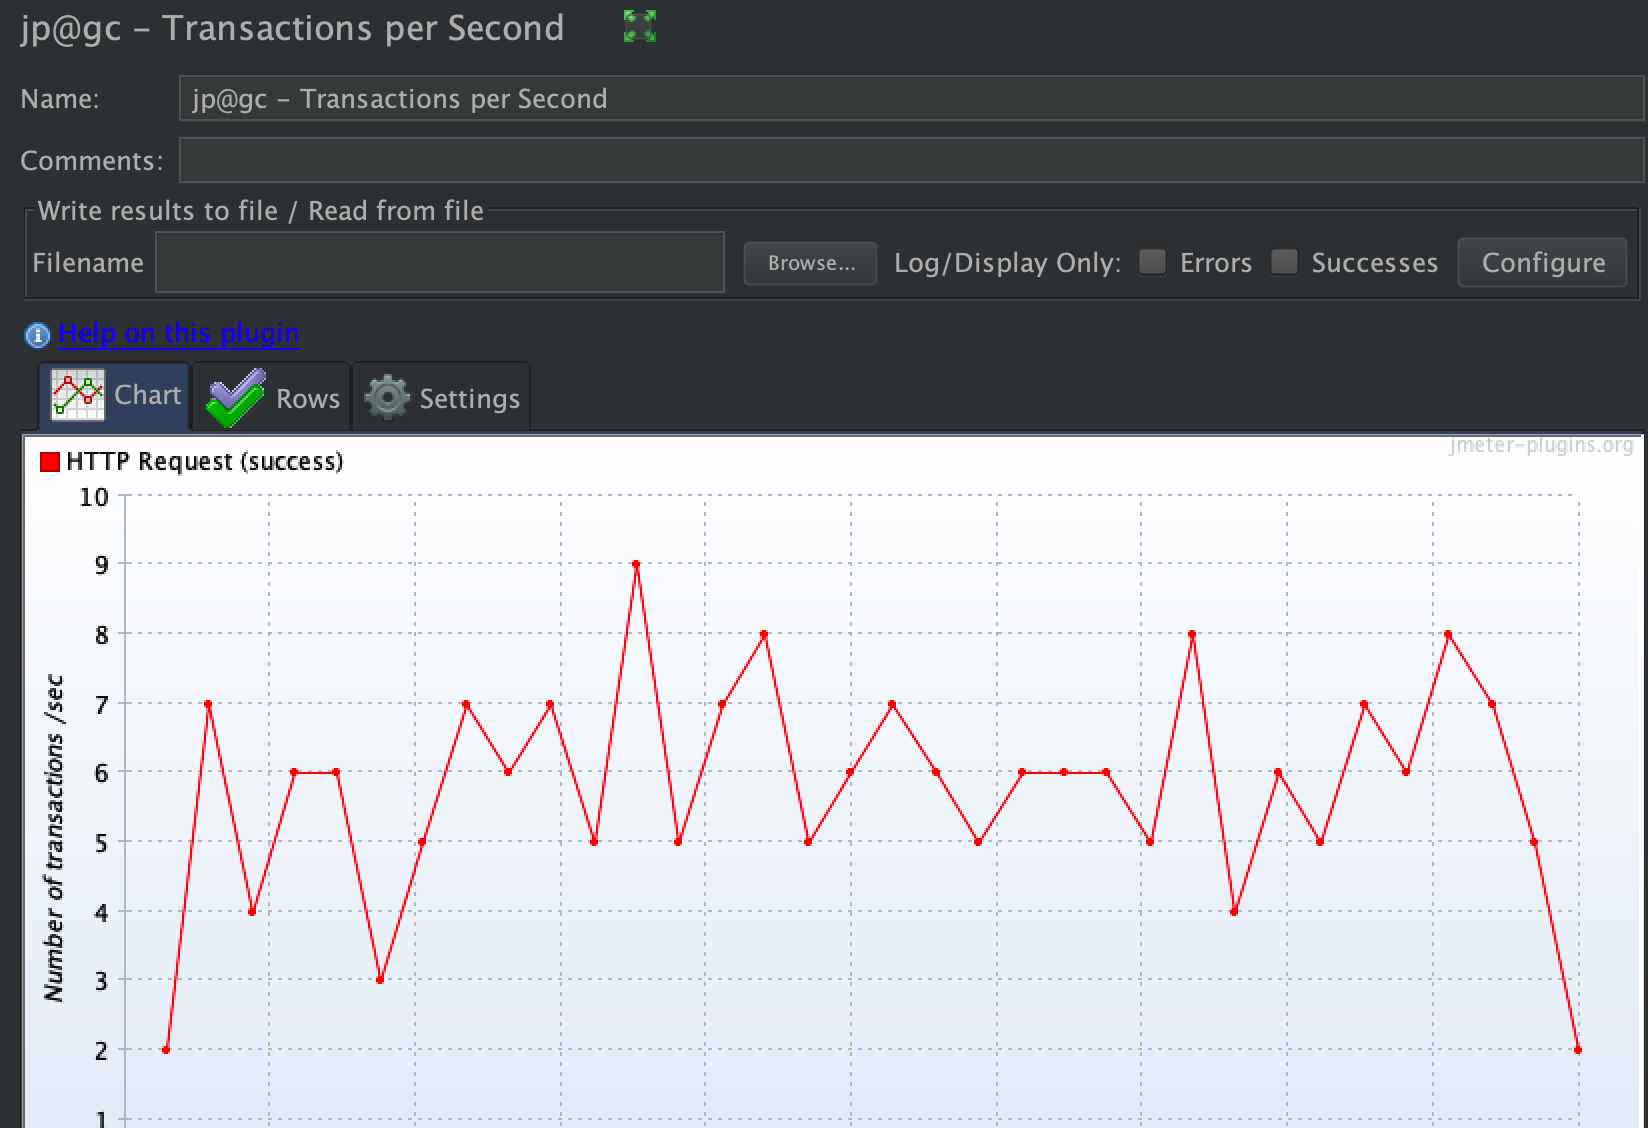 jp@gc - Transactions per Second
Name: jp@gc - Transactions per Second
Comments:
Write results to file / Read from file
Filename Browse... Log/Display Only: Errors Successes Configure
Help on this plugin
Chart Rows Settings
jmeter-plugins.org
HTTP Request (success)
10
9
8
7
6
5
4
3
2
1
Number of transactions /sec